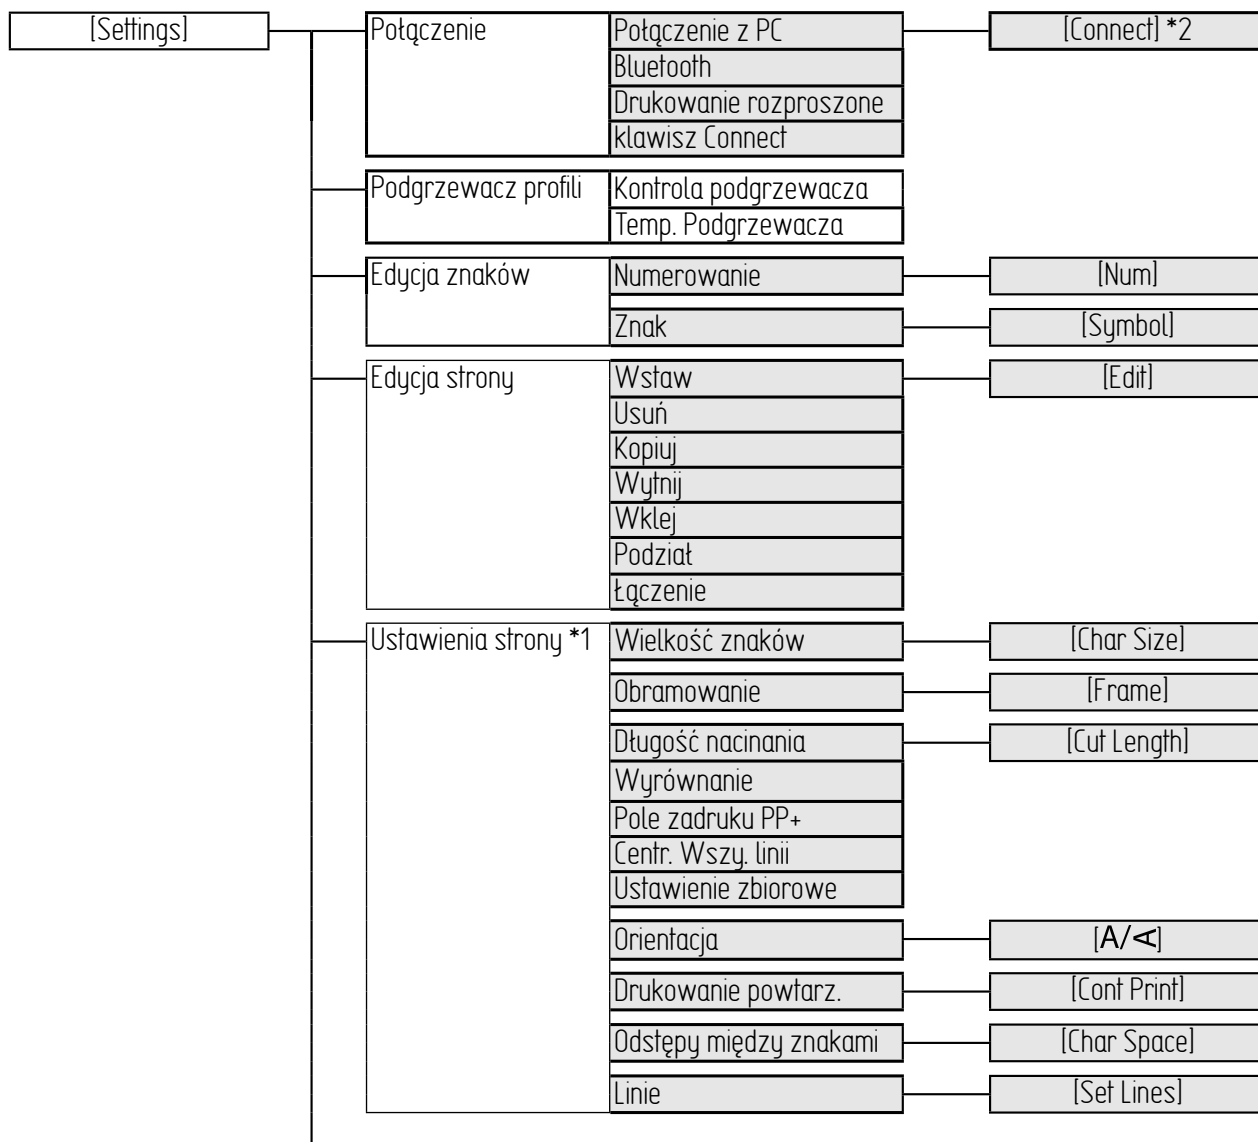 [Settings] Połączenie Połączenie z PC [Connect] *2
Bluetooth
Drukowanie rozproszone
klawisz Connect
Podgrzewacz profili Kontrola podgrzewacza
Temp. Podgrzewacza
Edycja znaków Numerowanie [Num]
Znak [Symbol]
Edycja strony Wstaw [Edit]
Usuń
Kopiuj
Wytnij
Wklej
Podział
Łączenie
Ustawienia strony *1 Wielkość znaków [Char Size]
Obramowanie [Frame]
Długość nacinania [Cut Length]
Wyrównanie
Pole zadruku PP+
Centr. Wszy. linii
Ustawienie zbiorowe
Orientacja [A/A]
Drukowanie powtarz. [Cont Print]
Odstępy między znakami [Char Space]
Linie [Set Lines]